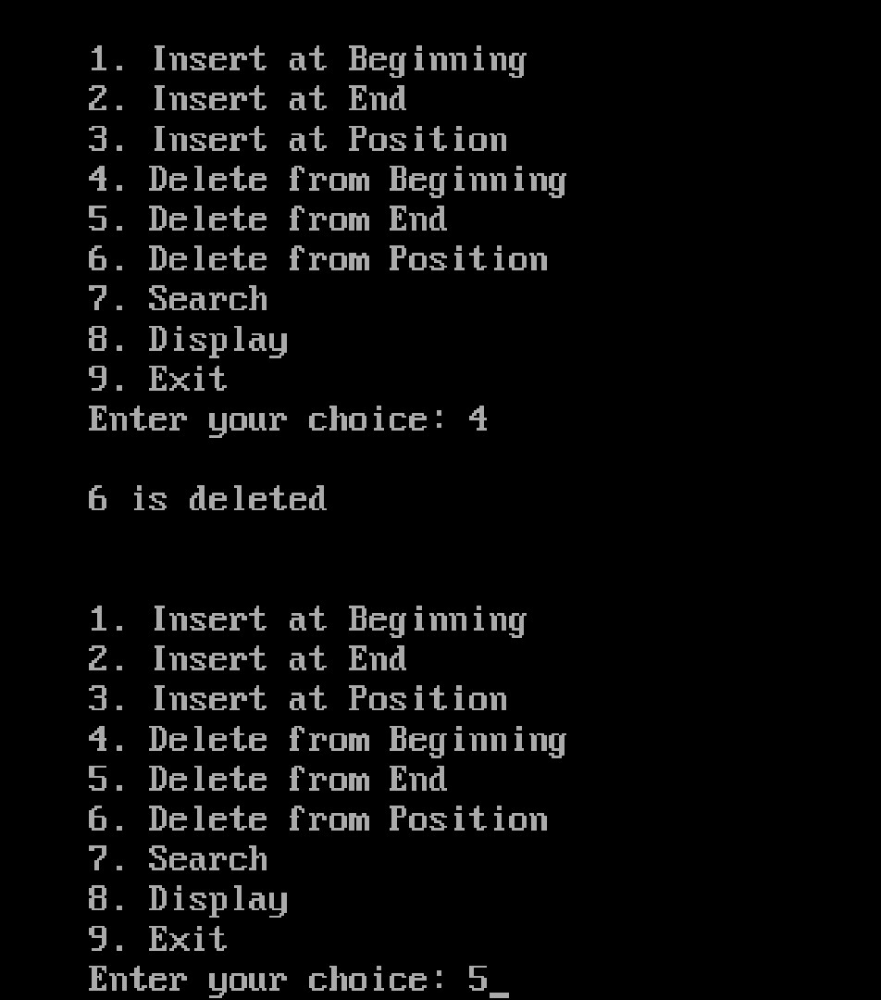 1. Insert at Beginning
2. Insert at End
3. Insert at Position
4. Delete from Beginning
5. Delete from End
6. Delete from Position
7. Search
8. Display
9. Exit
Enter your choice: 4
6 is deleted
1. Insert at Beginning
2. Insert at End
3. Insert at Position
4. Delete from Beginning
5. Delete from End
6. Delete from Position
7. Search
8. Display
9. Exit
Enter your choice: 5_